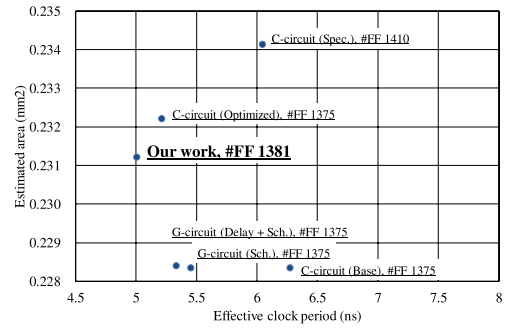 0.235
C-circuit (Spec.), #FF 1410
0.234
0.233
C-circuit (Optimized), #FF 1375
0.232
Our work, #FF 1381
0.231
0.230
G-circuit (Delay + Sch.), #FF 1375
0.229
G-circuit (Sch.), #FF 1375
C-circuit (Base), #FF 1375
0.228
4.5 5 5.5 6 6.5 7 7.5 8
Effective clock period (ns)
Estimated area (mm2)